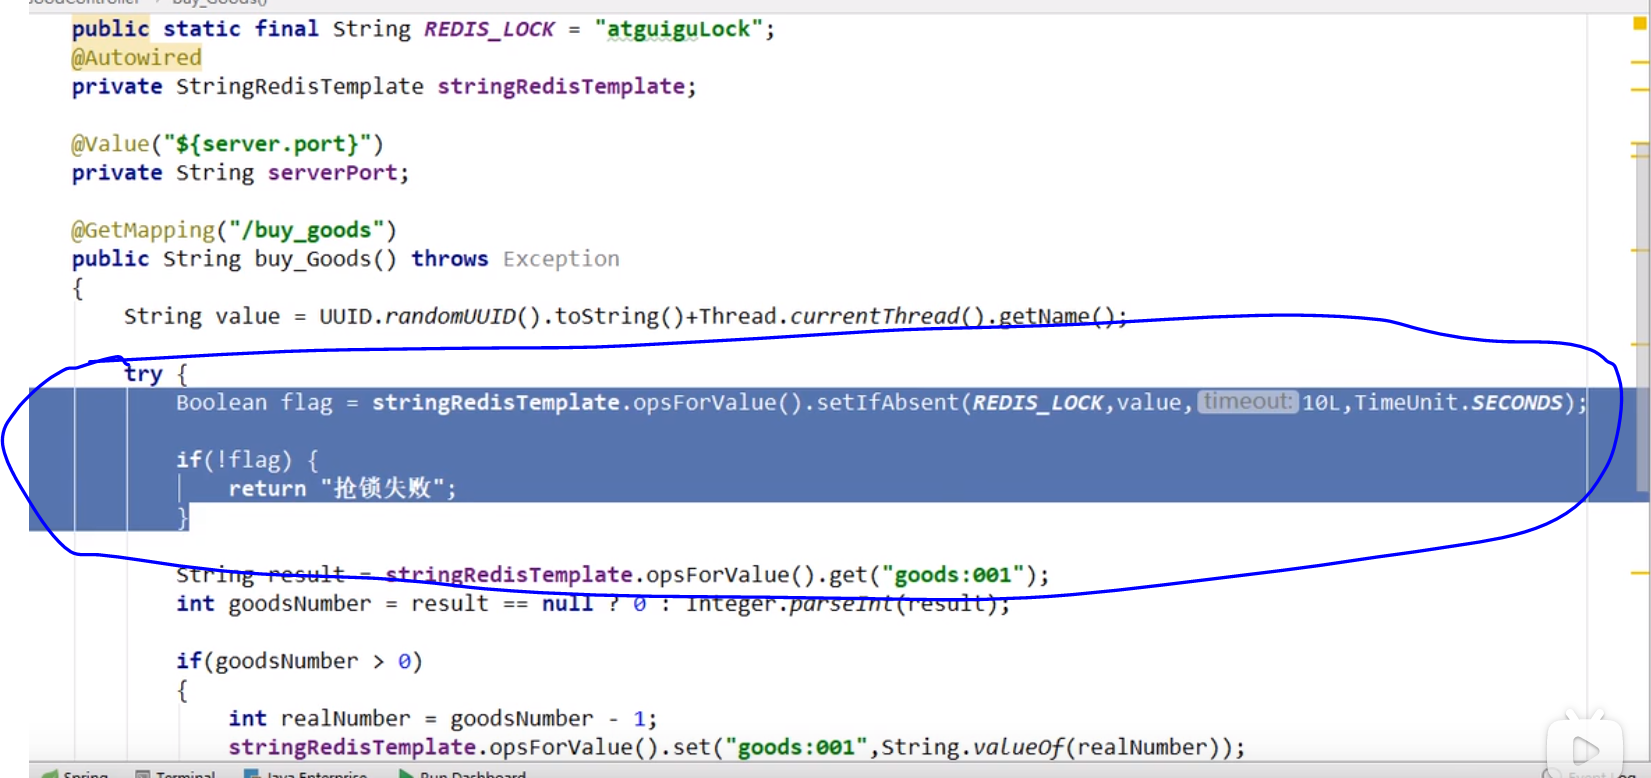 buy_Goods()
public static final String REDIS_LOCK = "atguiguLock";
@Autowired
private StringRedisTemplate stringRedisTemplate;
@Value("${server.port}")
private String serverPort;
@GetMapping("/buy_goods")
public String buy_Goods() throws Exception
{
String value = UUID.randomUUID().toString()+Thread.currentThread().getName();
try {
Boolean flag = stringRedisTemplate.opsForValue().setIfAbsent(REDIS_LOCK,value, timeout: 10L,TimeUnit.SECONDS);
if(!flag) {
return "抢锁失败";
}
String result = stringRedisTemplate.opsForValue().get("goods:001");
int goodsNumber = result == null ? 0 : Integer.parseInt(result);
if(goodsNumber > 0)
{
int realNumber = goodsNumber - 1;
stringRedisTemplate.opsForValue().set("goods:001",String.valueOf(realNumber));
Spring Terminal Java Enterprise Run Dashboard Event Log